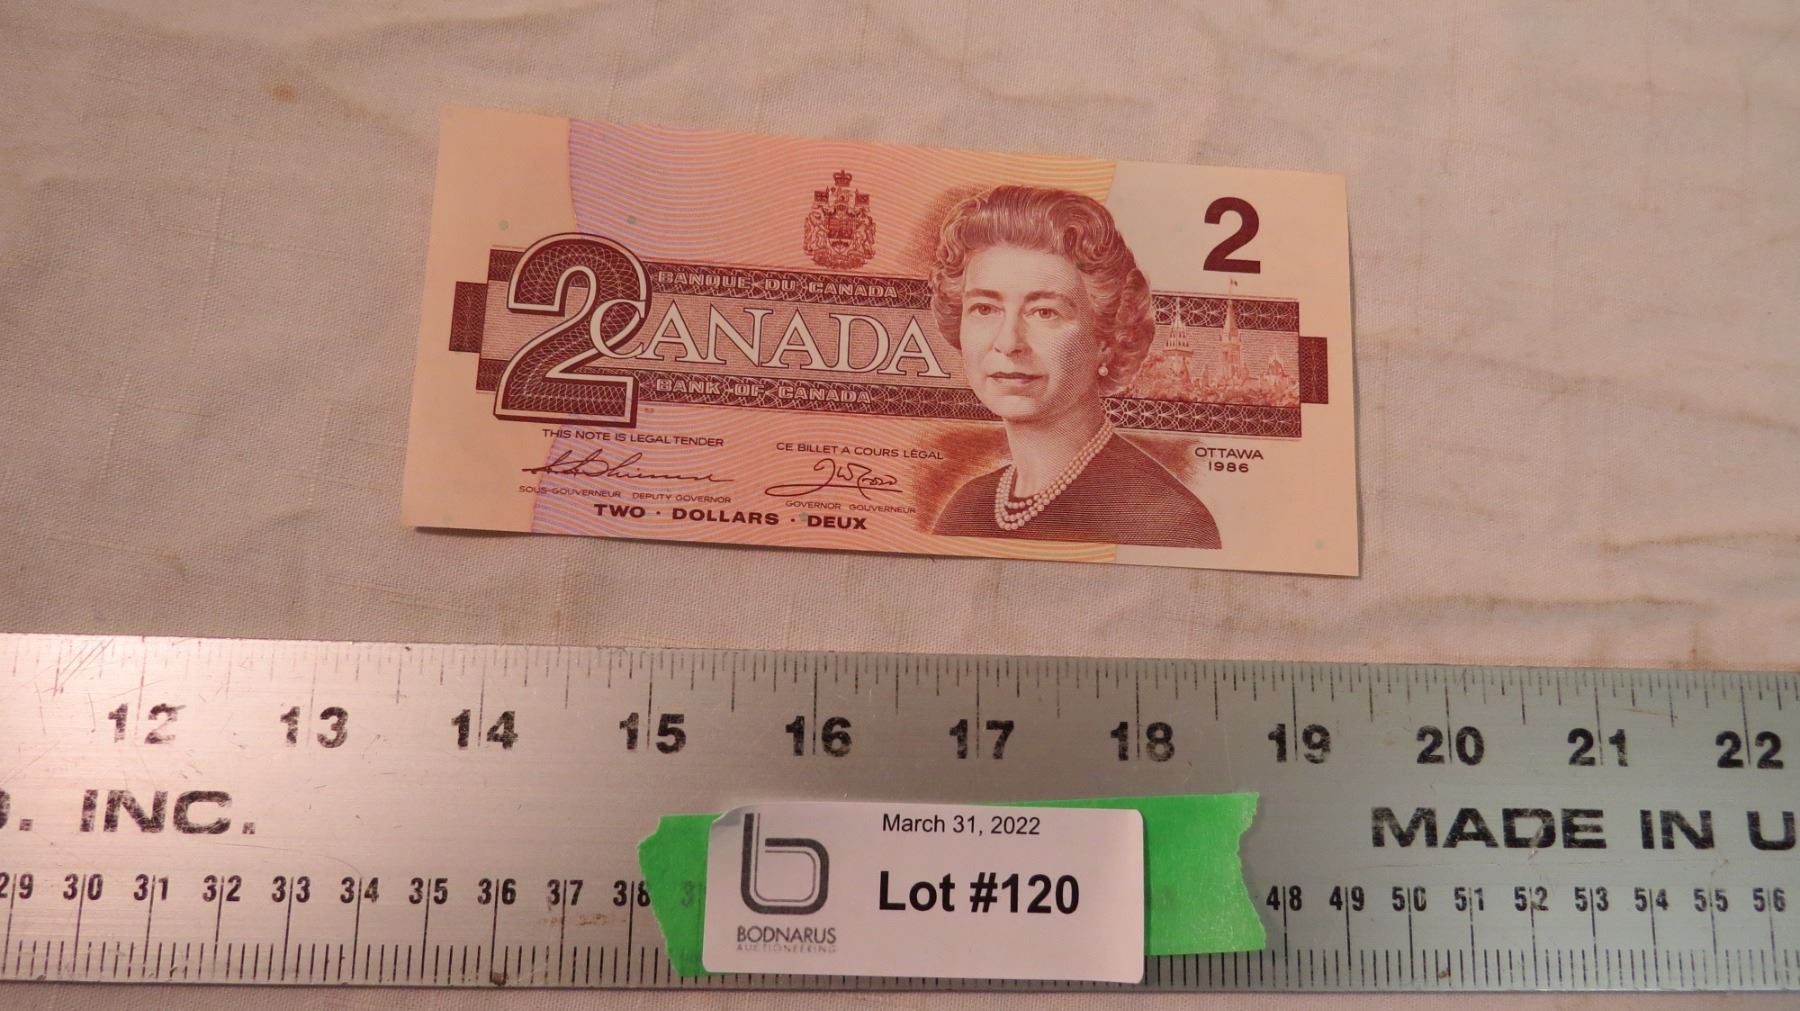 2
BANQUE DU CANADA
2 CANADA
BANK OF CANADA
THIS NOTE IS LEGAL TENDER
CE BILLET A COURS LÉGAL
OTTAWA
1986
SOUS-GOUVERNEUR DEPUTY GOVERNOR
GOVERNOR GOUVERNEUR
TWO · DOLLARS · DEUX
12 13 14 15 16 17 18 19 20 21 22
. INC.
MADE IN U
29 30 31 32 33 34 35 36 37 38 48 49 50 51 52 53 54 55 56
March 31, 2022
b
Lot #120
BODNARUS
AUCTIONEERING